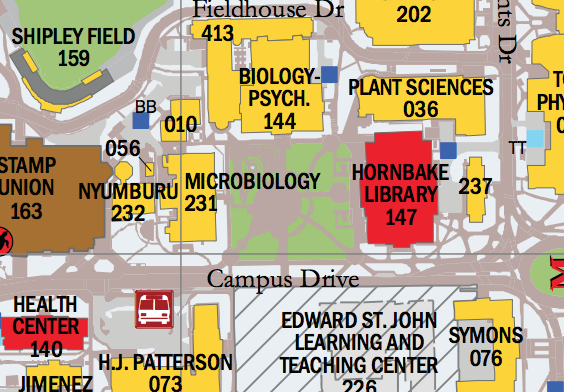 Fieldhouse Dr
202
413
SHIPLEY FIELD
159
BIOLOGY-
PSYCH.
144
PLANT SCIENCES
036
BB
010
056
TT
STAMP
UNION
163
NYUMBURU
232
MICROBIOLOGY
231
HORNBAKE
LIBRARY
147
237
Campus Drive
M
HEALTH
CENTER
140
H.J. PATTERSON
073
JIMENEZ
EDWARD ST. JOHN
LEARNING AND
TEACHING CENTER
226
SYMONS
076